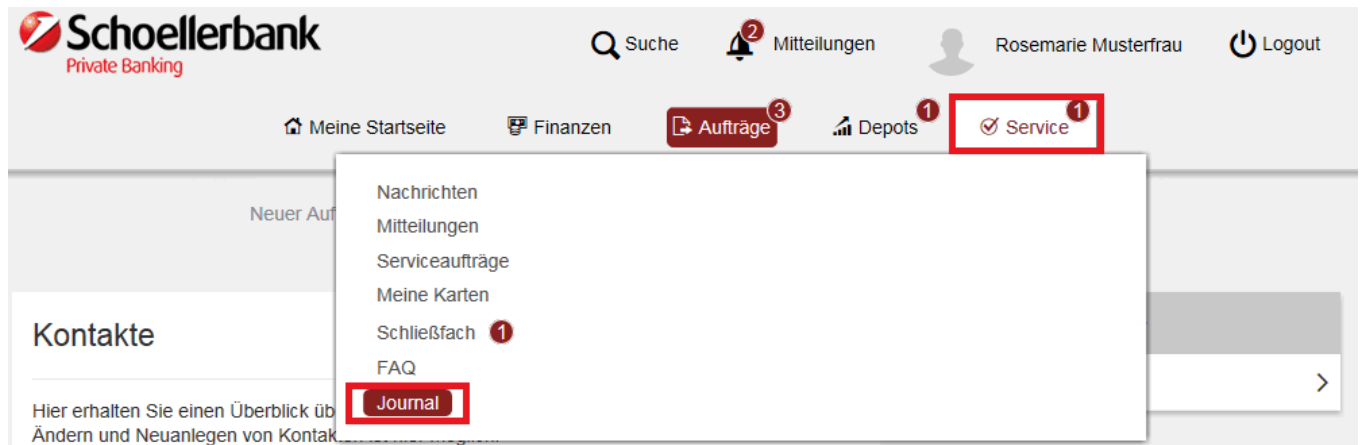 Schoellerbank
Private Banking
Suche
2
Mitteilungen
Rosemarie Musterfrau
Logout
Meine Startseite
Finanzen
Aufträge 3
Depots 1
Service 1
Neuer Auf
Nachrichten
Mitteilungen
Serviceaufträge
Meine Karten
Schließfach 1
FAQ
Journal
Kontakte
Hier erhalten Sie einen Überblick üb
Ändern und Neuanlegen von Kontak